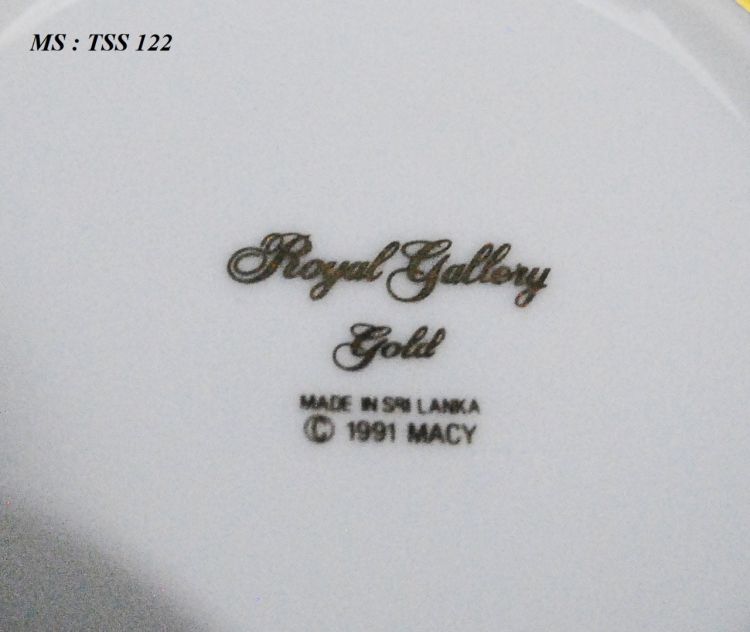 MS : TSS 122
Royal Gallery
Gold
MADE IN SRI LANKA
© 1991 MACY